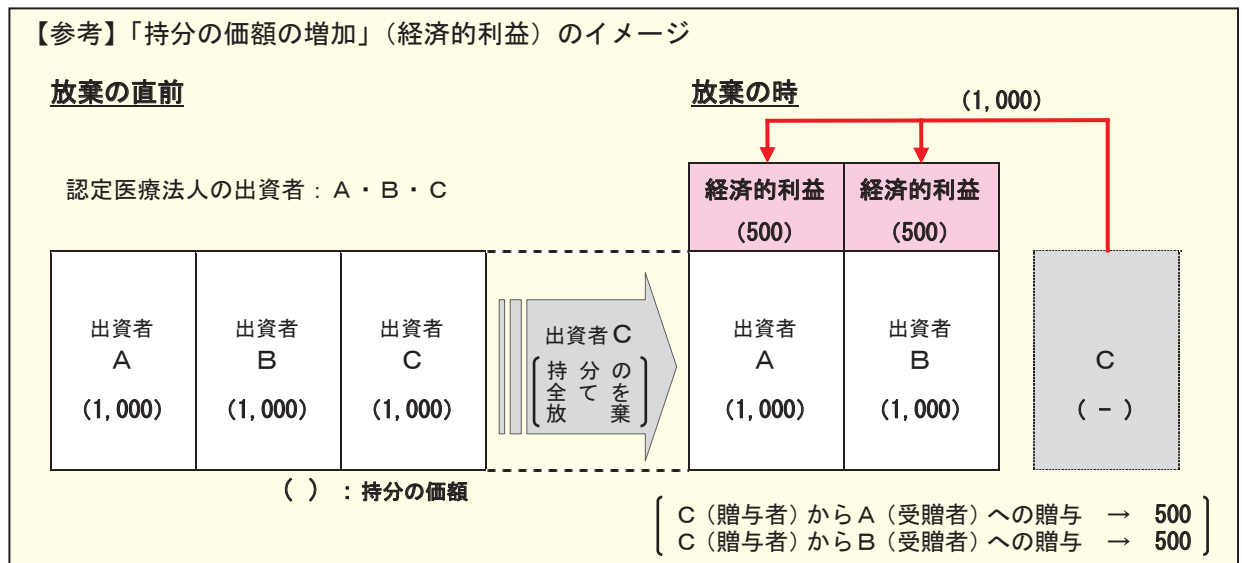 【参考】「持分の価額の増加」（経済的利益）のイメージ
放棄の直前
認定医療法人の出資者：Ａ・Ｂ・Ｃ
出資者
Ａ
(1,000)
出資者
Ｂ
(1,000)
出資者
Ｃ
(1,000)
（ ）：持分の価額
出資者Ｃ
持分の
全てを
放棄
放棄の時
(1,000)
経済的利益
(500)
経済的利益
(500)
出資者
Ａ
(1,000)
出資者
Ｂ
(1,000)
Ｃ
(－)
Ｃ（贈与者）からＡ（受贈者）への贈与 → 500
Ｃ（贈与者）からＢ（受贈者）への贈与 → 500